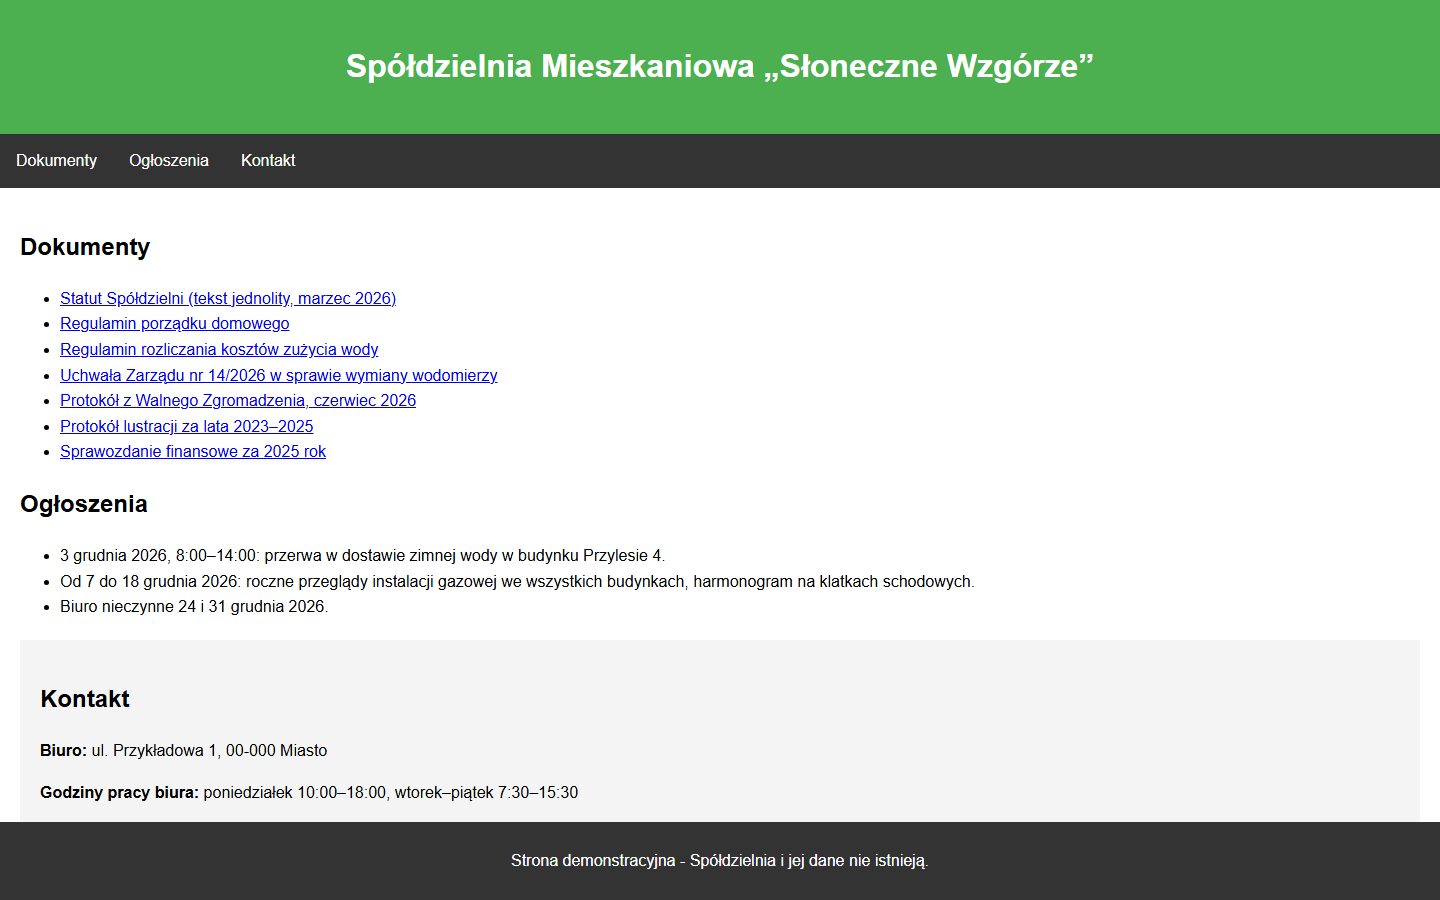 Spółdzielnia Mieszkaniowa „Słoneczne Wzgórze”
Dokumenty
Ogłoszenia
Kontakt
Dokumenty
Statut Spółdzielni (tekst jednolity, marzec 2026)
Regulamin porządku domowego
Regulamin rozliczania kosztów zużycia wody
Uchwała Zarządu nr 14/2026 w sprawie wymiany wodomierzy
Protokół z Walnego Zgromadzenia, czerwiec 2026
Protokół lustracji za lata 2023–2025
Sprawozdanie finansowe za 2025 rok
Ogłoszenia
3 grudnia 2026, 8:00–14:00: przerwa w dostawie zimnej wody w budynku Przylesie 4.
Od 7 do 18 grudnia 2026: roczne przeglądy instalacji gazowej we wszystkich budynkach, harmonogram na klatkach schodowych.
Biuro nieczynne 24 i 31 grudnia 2026.
Kontakt
Biuro: ul. Przykładowa 1, 00-000 Miasto
Godziny pracy biura: poniedziałek 10:00–18:00, wtorek–piątek 7:30–15:30
Strona demonstracyjna - Spółdzielnia i jej dane nie istnieją.